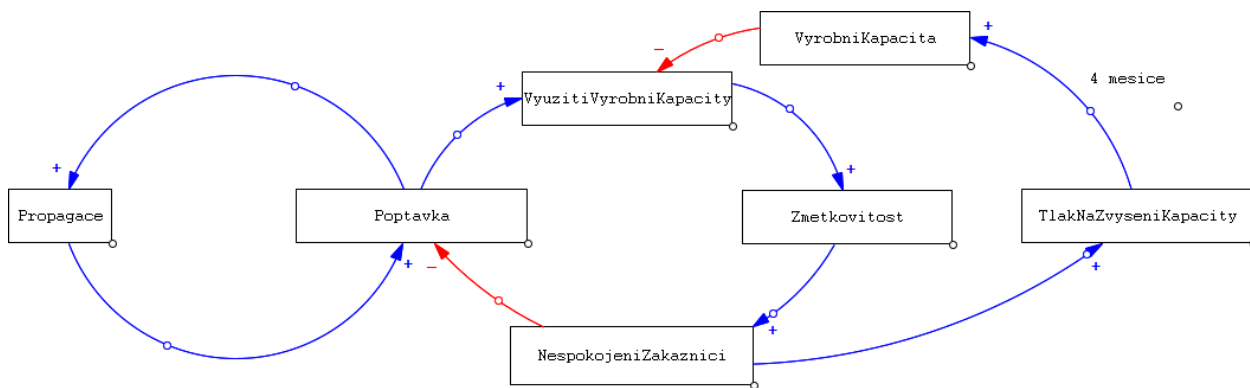 VyrobniKapacita
+
4 mesice
−
+
VyuzitiVyrobniKapacity
+
+
Propagace
Poptavka
Zmetkovitost
TlakNaZvyseniKapacity
+
−
+
+
NespokojeniZakaznici